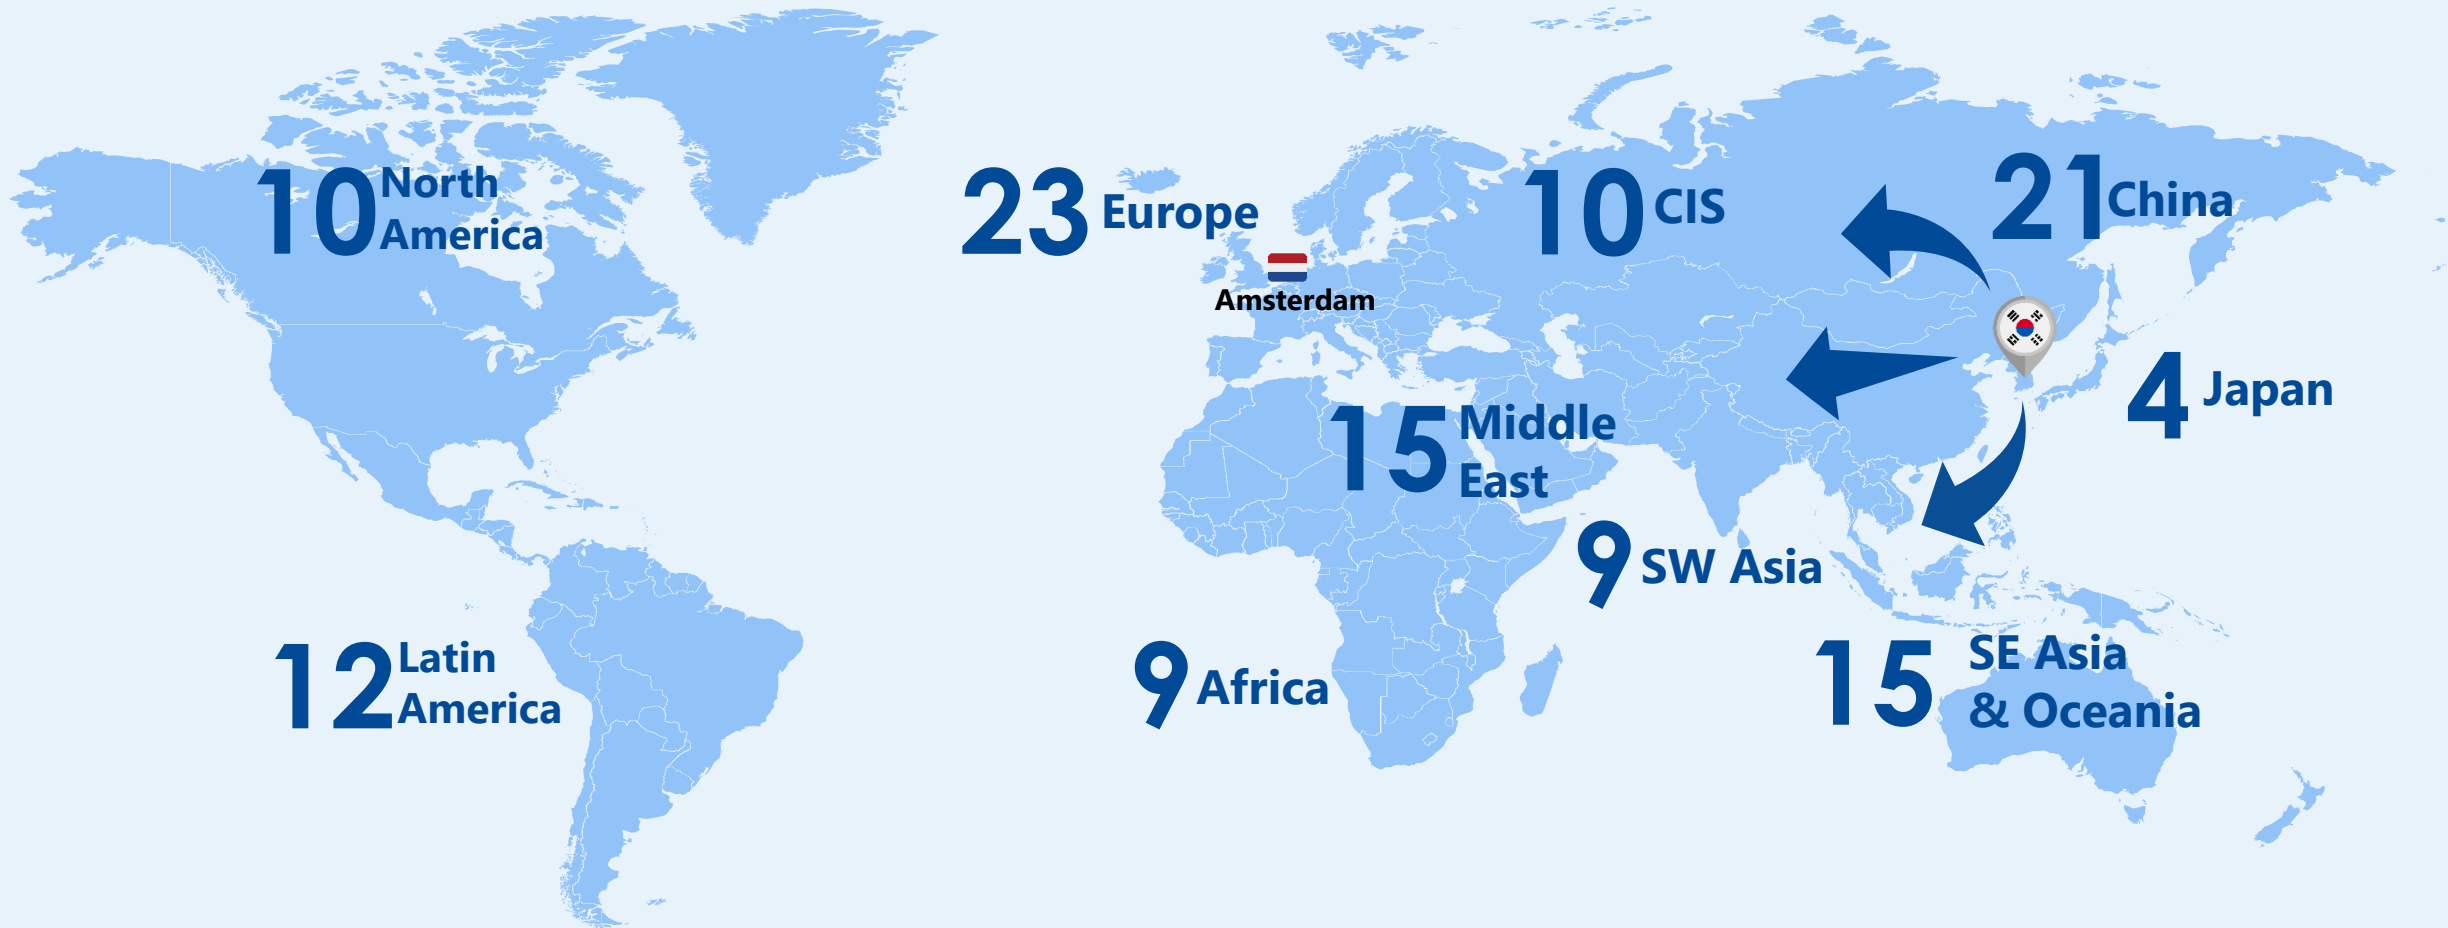 10 North
America
23 Europe
Amsterdam
10 CIS
21 China
4 Japan
15 Middle
East
9 SW Asia
12 Latin
America
9 Africa
15 SE Asia
& Oceania